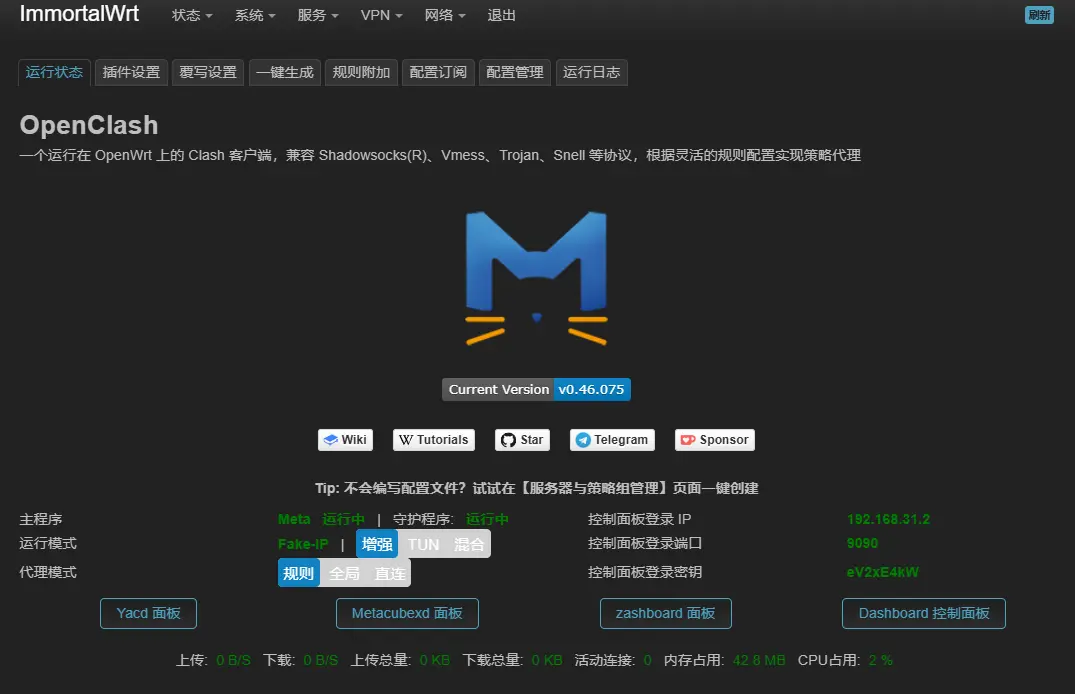 ImmortalWrt 状态 系统 服务 VPN 网络 退出 刷新
运行状态 插件设置 覆写设置 一键生成 规则附加 配置订阅 配置管理 运行日志
OpenClash
一个运行在 OpenWrt 上的 Clash 客户端，兼容 Shadowsocks(R)、Vmess、Trojan、Snell 等协议，根据灵活的规则配置实现策略代理
Current Version v0.46.075
Wiki Tutorials Star Telegram Sponsor
Tip: 不会编写配置文件？试试在【服务器与策略组管理】页面一键创建
主程序 Meta 运行中 | 守护程序: 运行中 控制面板登录 IP 192.168.31.2
运行模式 Fake-IP | 增强 TUN 混合 控制面板登录端口 9090
代理模式 规则 全局 直连 控制面板登录密钥 eV2xE4kW
Yacd 面板 Metacubexd 面板 zashboard 面板 Dashboard 控制面板
上传: 0 B/S 下载: 0 B/S 上传总量: 0 KB 下载总量: 0 KB 活动连接: 0 内存占用: 42.8 MB CPU占用: 2 %